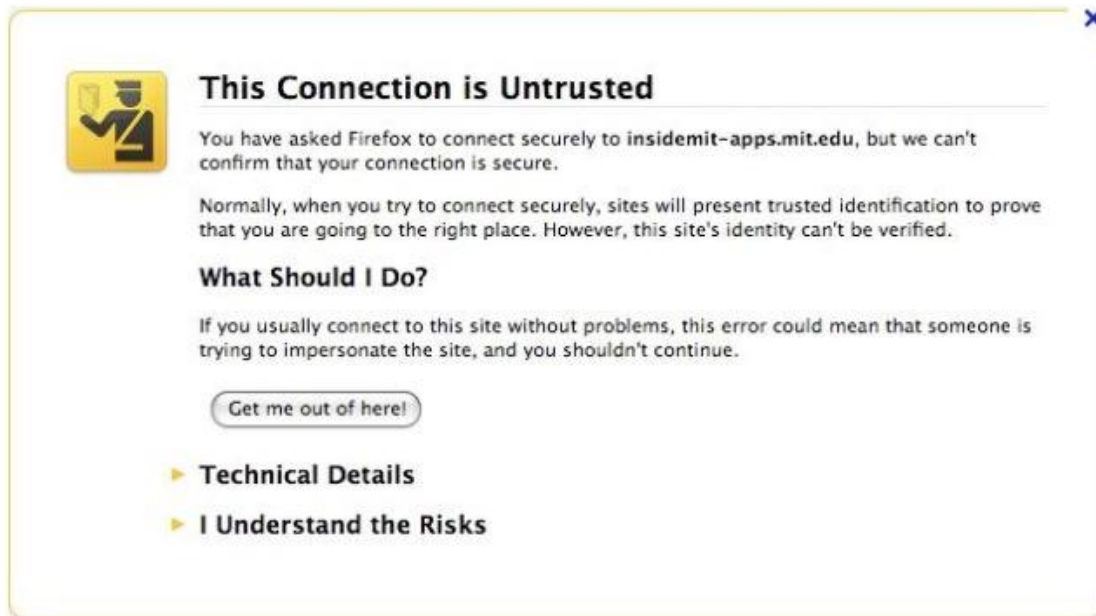 This Connection is Untrusted
You have asked Firefox to connect securely to insidemit-apps.mit.edu, but we can't
confirm that your connection is secure.
Normally, when you try to connect securely, sites will present trusted identification to prove
that you are going to the right place. However, this site's identity can't be verified.
What Should I Do?
If you usually connect to this site without problems, this error could mean that someone is
trying to impersonate the site, and you shouldn't continue.
Get me out of here!
Technical Details
I Understand the Risks